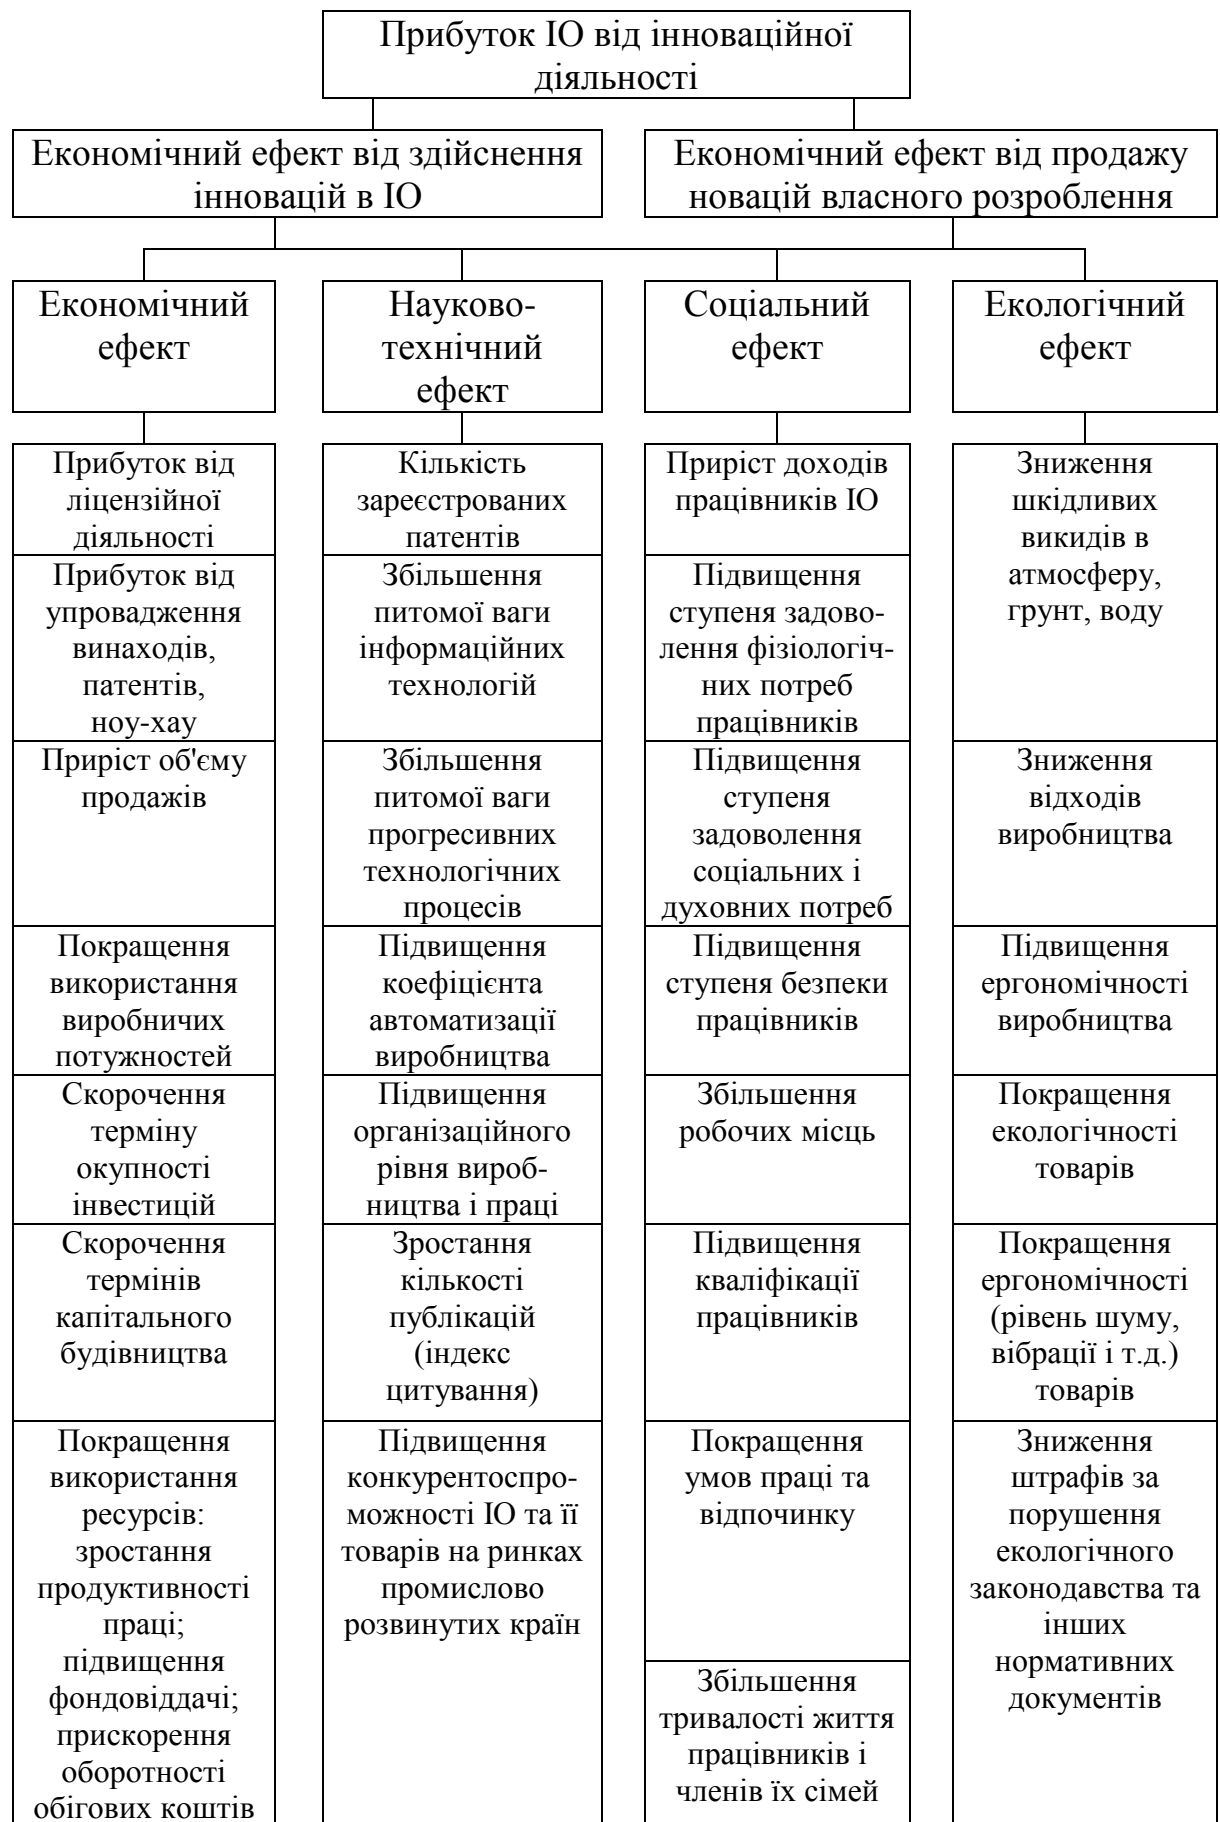 Прибуток ІО від інноваційної
діяльності
Економічний ефект від здійснення
інновацій в ІО
Економічний ефект від продажу
новацій власного розроблення
Економічний
ефект
Науково-
технічний
ефект
Соціальний
ефект
Екологічний
ефект
Прибуток від
ліцензійної
діяльності
Прибуток від
упровадження
винаходів,
патентів,
ноу-хау
Приріст об'єму
продажів
Покращення
використання
виробничих
потужностей
Скорочення
терміну
окупності
інвестицій
Скорочення
термінів
капітального
будівництва
Покращення
використання
ресурсів:
зростання
продуктивності
праці;
підвищення
фондовіддачі;
прискорення
оборотності
обігових коштів
Кількість
зареєстрованих
патентів
Збільшення
питомої ваги
інформаційних
технологій
Збільшення
питомої ваги
прогресивних
технологічних
процесів
Підвищення
коефіцієнта
автоматизації
виробництва
Підвищення
організаційного
рівня вироб-
ництва і праці
Зростання
кількості
публікацій
(індекс
цитування)
Підвищення
конкурентоспро-
можності ІО та її
товарів на ринках
промислово
розвинутих країн
Приріст доходів
працівників ІО
Підвищення
ступеня задово-
лення фізіологіч-
них потреб
працівників
Підвищення
ступеня
задоволення
соціальних і
духовних потреб
Підвищення
ступеня безпеки
працівників
Збільшення
робочих місць
Підвищення
кваліфікації
працівників
Покращення
умов праці та
відпочинку
Збільшення
тривалості життя
працівників і
членів їх сімей
Зниження
шкідливих
викидів в
атмосферу,
грунт, воду
Зниження
відходів
виробництва
Підвищення
ергономічності
виробництва
Покращення
екологічності
товарів
Покращення
ергономічності
(рівень шуму,
вібрації і т.д.)
товарів
Зниження
штрафів за
порушення
екологічного
законодавства та
інших
нормативних
документів